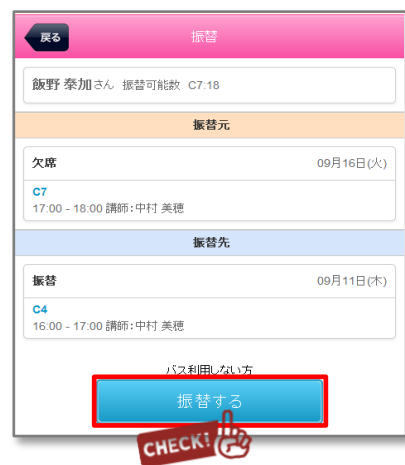 戻る
振替
飯野 泰加さん 振替可能数 C7:18
振替元
欠席 09月16日(火)
C7
17:00 - 18:00 講師:中村 美穂
振替先
振替 09月11日(木)
C4
16:00 - 17:00 講師:中村 美穂
バス利用しない方
振替する
CHECK!